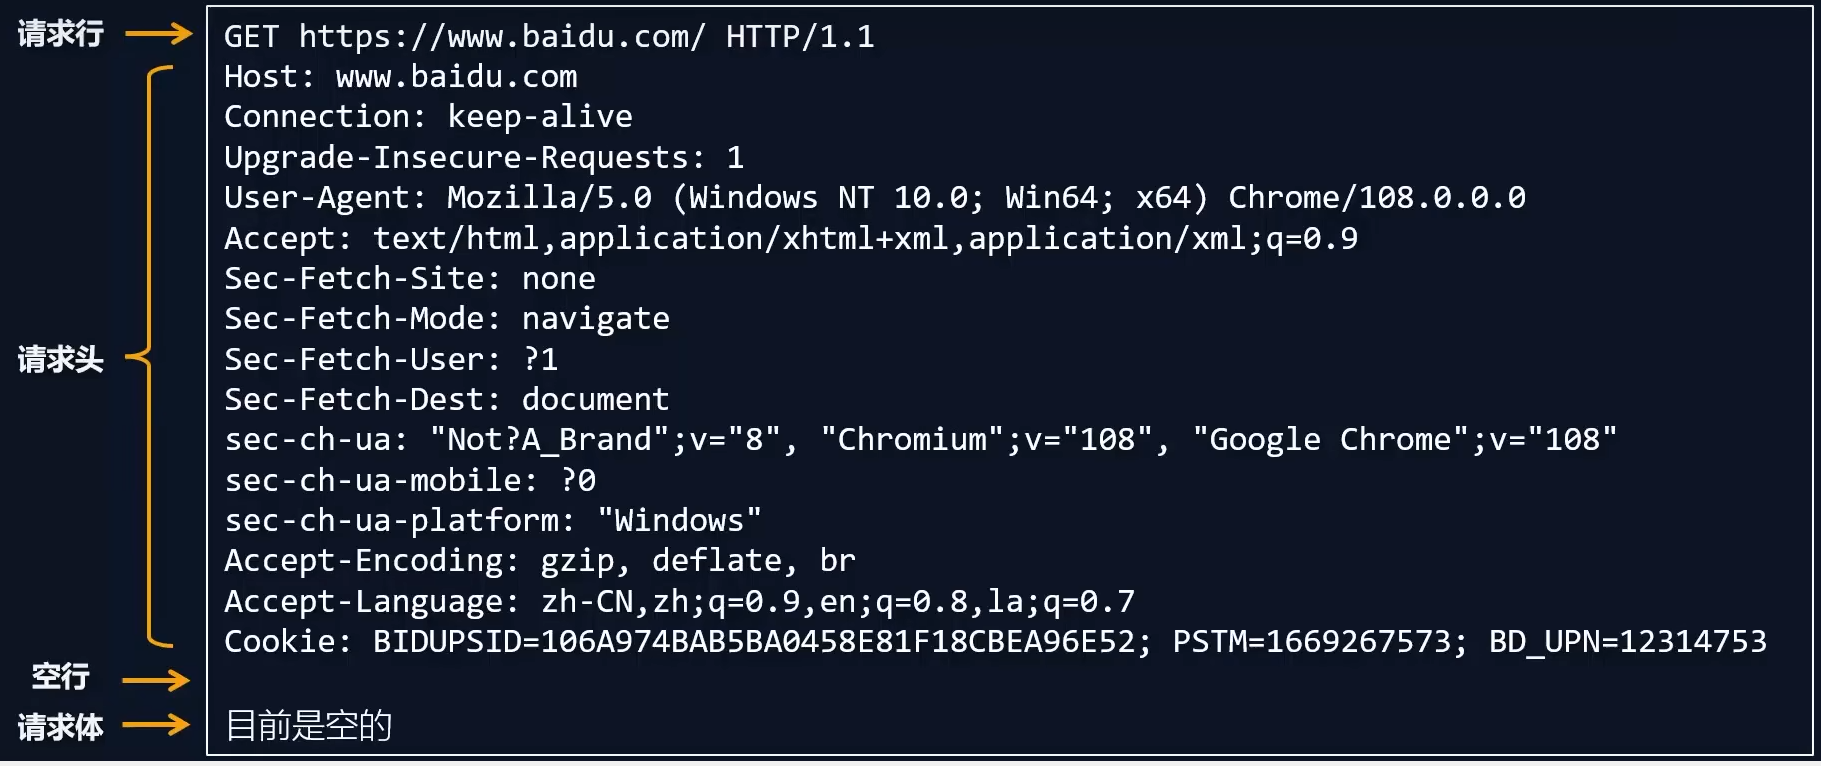 请求行
GET https://www.baidu.com/ HTTP/1.1
Host: www.baidu.com
Connection: keep-alive
Upgrade-Insecure-Requests: 1
User-Agent: Mozilla/5.0 (Windows NT 10.0; Win64; x64) Chrome/108.0.0.0
Accept: text/html,application/xhtml+xml,application/xml;q=0.9
Sec-Fetch-Site: none
Sec-Fetch-Mode: navigate
请求头
Sec-Fetch-User: ?1
Sec-Fetch-Dest: document
sec-ch-ua: "Not?A_Brand";v="8", "Chromium";v="108", "Google Chrome";v="108"
sec-ch-ua-mobile: ?0
sec-ch-ua-platform: "Windows"
Accept-Encoding: gzip, deflate, br
Accept-Language: zh-CN,zh;q=0.9,en;q=0.8,la;q=0.7
Cookie: BIDUPSID=106A974BAB5BA0458E81F18CBEA96E52; PSTM=1669267573; BD_UPN=12314753
空行
请求体
目前是空的